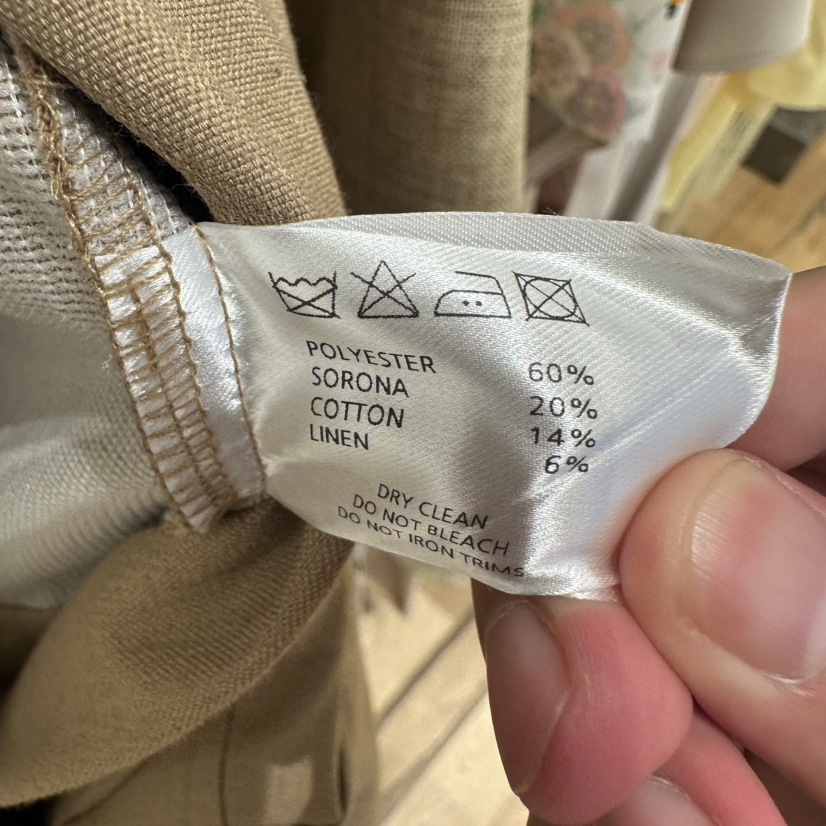 POLYESTER 60%
SORONA 20%
COTTON 14%
LINEN 6%
DRY CLEAN
DO NOT BLEACH
DO NOT IRON TRIMS